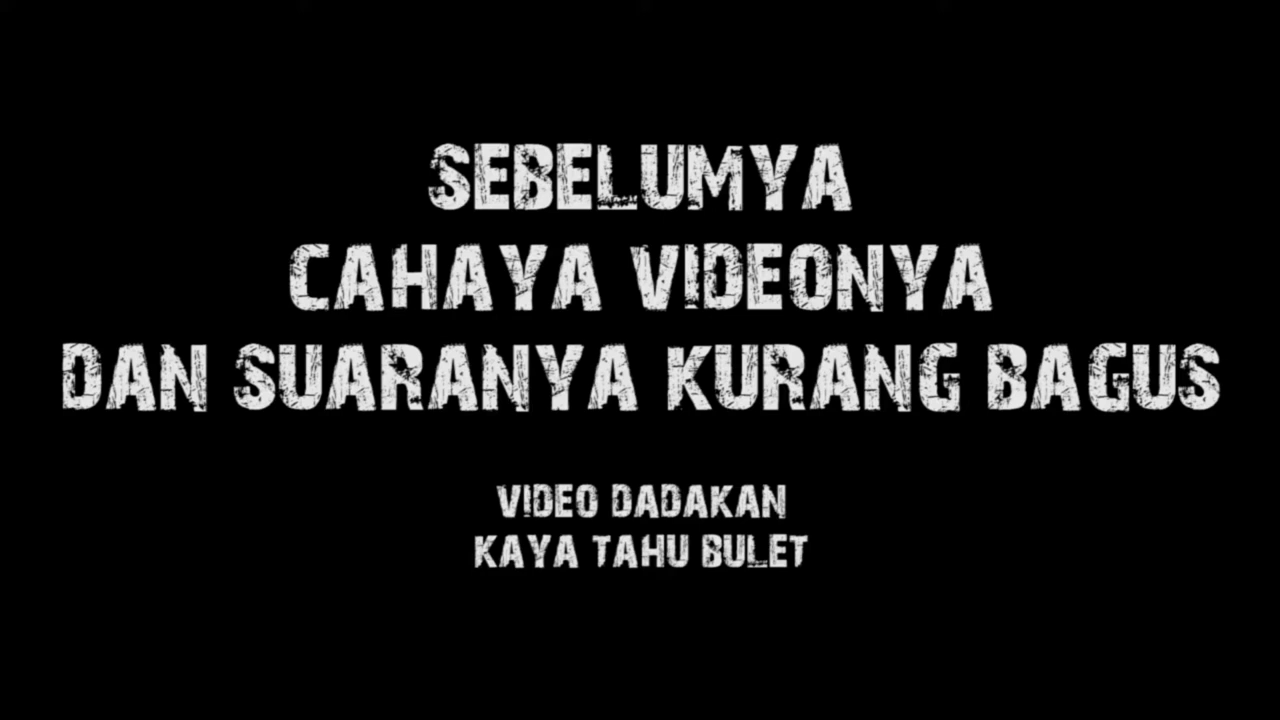 SEBELUMYA
CAHAYA VIDEONYA
DAN SUARANYA KURANG BAGUS
VIDEO DADAKAN
KAYA TAHU BULET